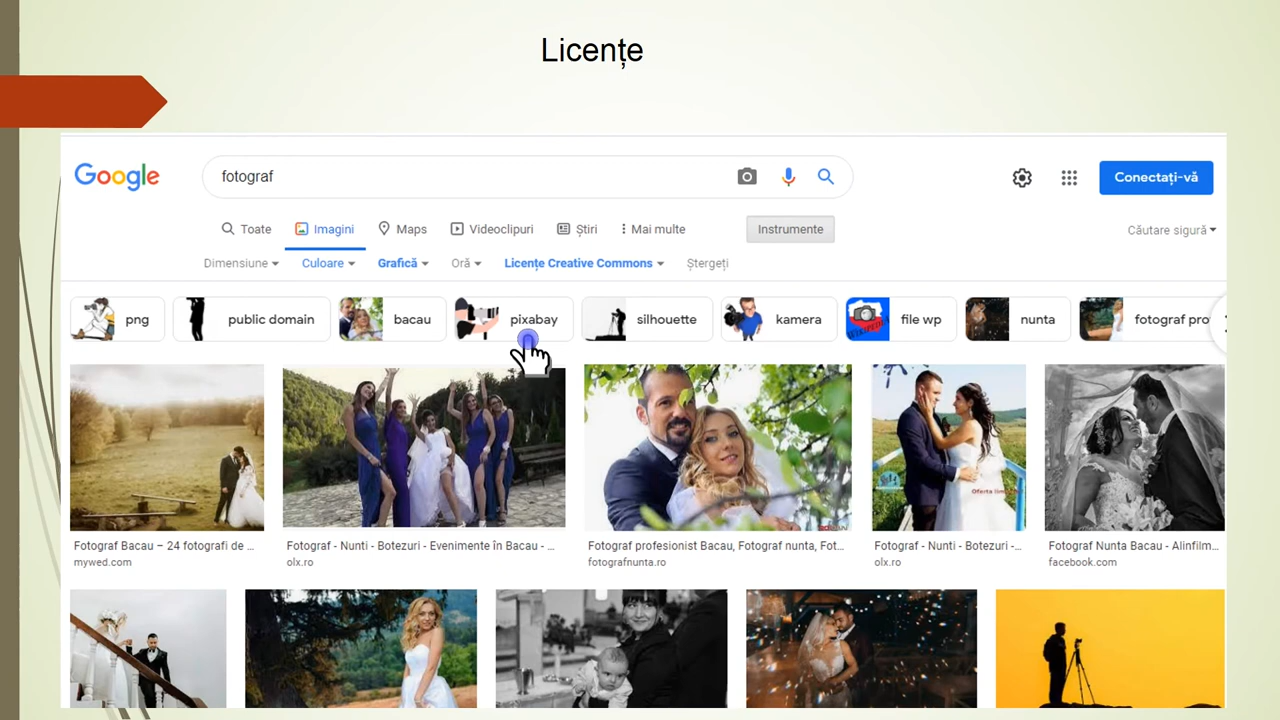 Licențe
Google
fotograf
Conectați-vă
Toate
Imagini
Maps
Videoclipuri
Știri
Mai multe
Instrumente
Căutare sigură
Dimensiune
Culoare
Grafică
Oră
Licențe Creative Commons
Ștergeți
png
public domain
bacau
pixabay
silhouette
kamera
file wp
nunta
fotograf pro
Fotograf Bacau – 24 fotografi de ...
mywed.com
Fotograf - Nunti - Botezuri - Evenimente în Bacau - ...
olx.ro
Fotograf profesionist Bacau, Fotograf nunta, Fot...
fotografnunta.ro
Fotograf - Nunti - Botezuri -...
olx.ro
Fotograf Nunta Bacau - Alinfilm...
facebook.com